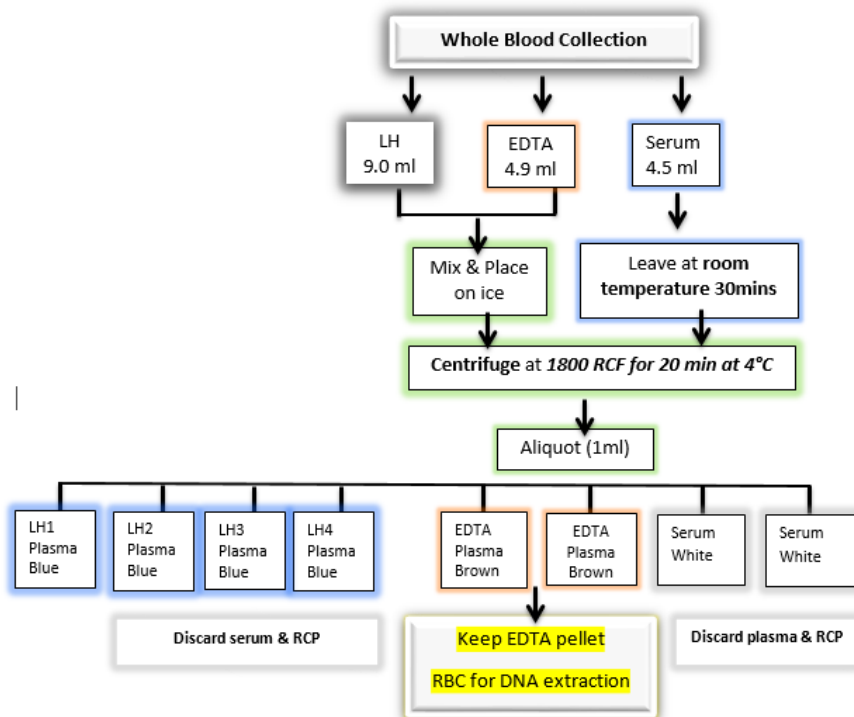 Whole Blood Collection
LH
9.0 ml
EDTA
4.9 ml
Serum
4.5 ml
Mix & Place
on ice
Leave at room
temperature 30mins
Centrifuge at 1800 RCF for 20 min at 4°C
Aliquot (1ml)
LH1
Plasma
Blue
LH2
Plasma
Blue
LH3
Plasma
Blue
LH4
Plasma
Blue
EDTA
Plasma
Brown
EDTA
Plasma
Brown
Serum
White
Serum
White
Discard serum & RCP
Keep EDTA pellet
RBC for DNA extraction
Discard plasma & RCP